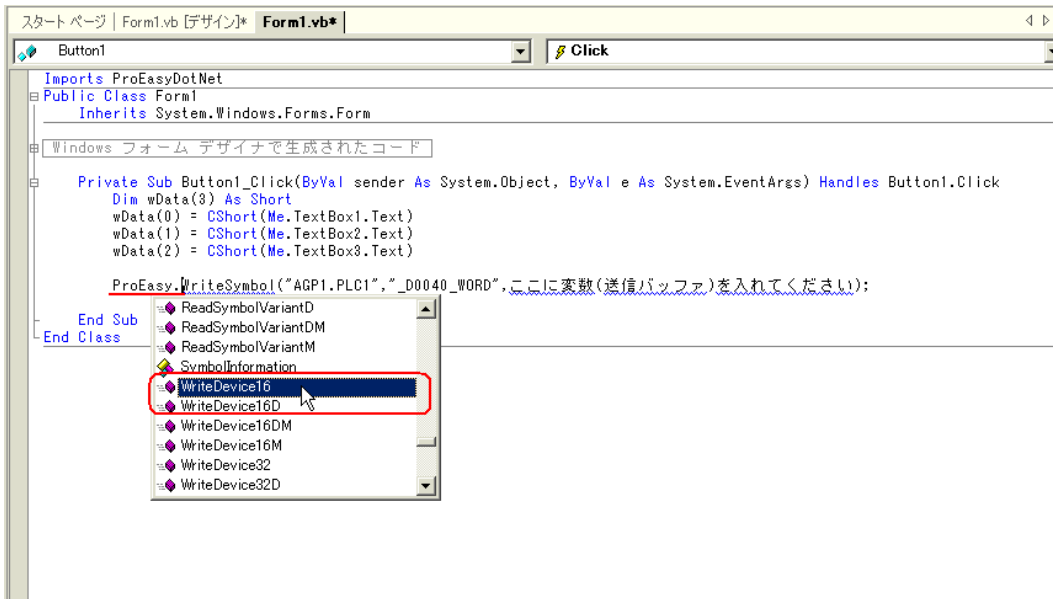 スタート ページ | Form1.vb [デザイン]* Form1.vb*
Button1 Click
Imports ProEasyDotNet
Public Class Form1
Inherits System.Windows.Forms.Form
Windows フォーム デザイナで生成されたコード
Private Sub Button1_Click(ByVal sender As System.Object, ByVal e As System.EventArgs) Handles Button1.Click
Dim wData(3) As Short
wData(0) = CShort(Me.TextBox1.Text)
wData(1) = CShort(Me.TextBox2.Text)
wData(2) = CShort(Me.TextBox3.Text)
ProEasy.WriteSymbol("AGP1.PLC1","_D0040_WORD",ここに変数(送信バッファ)を入れてください);
End Sub
End Class
ReadSymbolVariantD
ReadSymbolVariantDM
ReadSymbolVariantM
SymbolInformation
WriteDevice16
WriteDevice16D
WriteDevice16DM
WriteDevice16M
WriteDevice32
WriteDevice32D